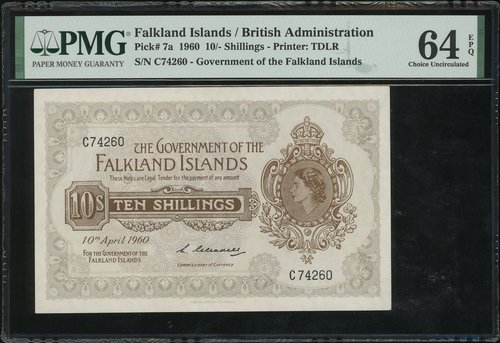 PMG
PAPER MONEY GUARANTY
Falkland Islands / British Administration
Pick# 7a 1960 10/- Shillings - Printer: TDLR
S/N C74260 - Government of the Falkland Islands
64 EPQ
Choice Uncirculated
C74260
THE GOVERNMENT OF THE
FALKLAND ISLANDS
These Notes are Legal Tender for the payment of any amount
10s TEN SHILLINGS
10th April 1960.
FOR THE GOVERNMENT OF THE
FALKLAND ISLANDS
Commissioner of Currency
C74260